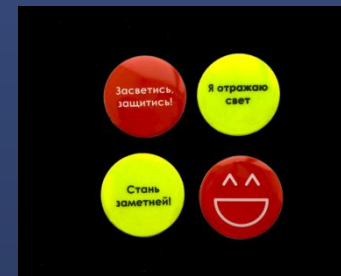 Засветись,
защитись!
Я отражаю
свет
Стань
заметней!